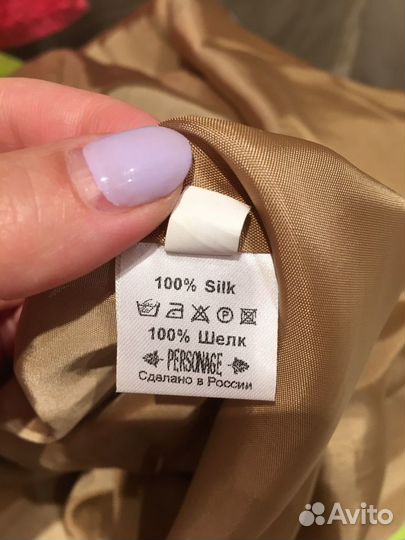 100% Silk
100% Шелк
PERSONAGE
Сделано в России
Avito